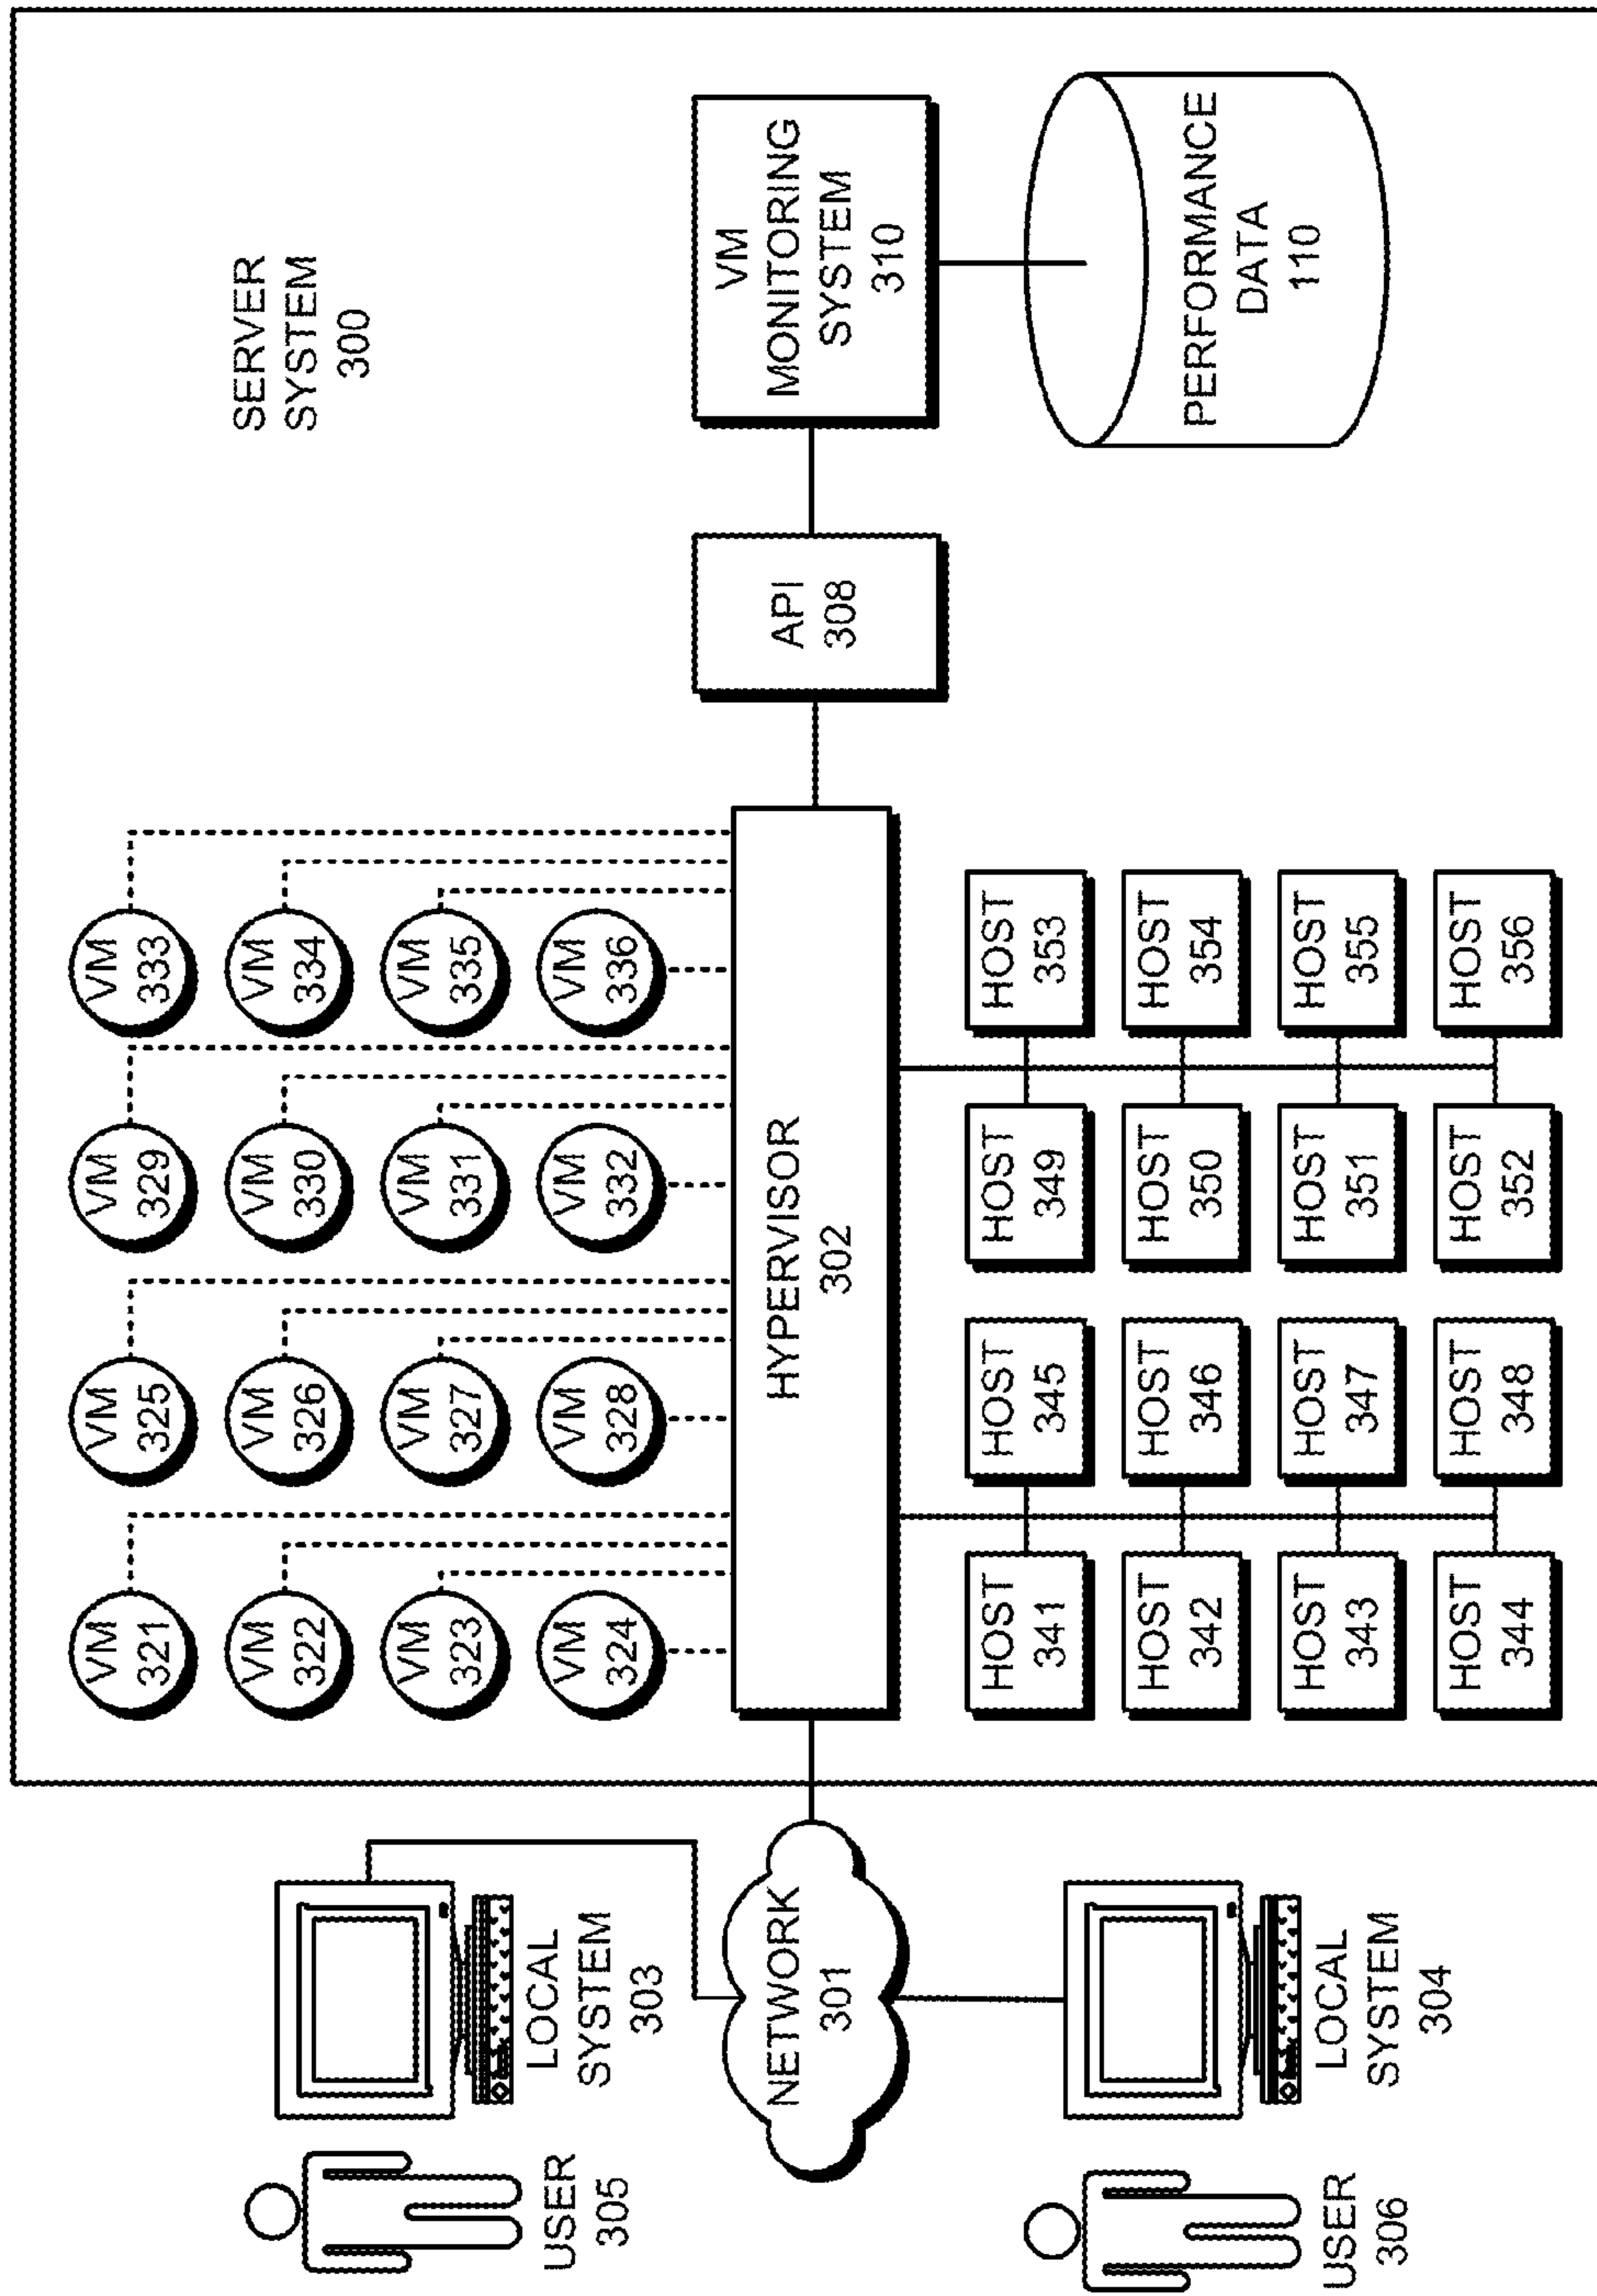 SERVER
SYSTEM
300
USER
305
LOCAL
SYSTEM
303
USER
306
LOCAL
SYSTEM
304
NETWORK
301
VM
321
VM
325
VM
329
VM
333
VM
322
VM
326
VM
330
VM
334
VM
323
VM
327
VM
331
VM
335
VM
324
VM
328
VM
332
VM
336
HYPERVISOR
302
API
308
VM
MONITORING
SYSTEM
310
PERFORMANCE
DATA
110
HOST
341
HOST
345
HOST
349
HOST
353
HOST
342
HOST
346
HOST
350
HOST
354
HOST
343
HOST
347
HOST
351
HOST
355
HOST
344
HOST
348
HOST
352
HOST
356